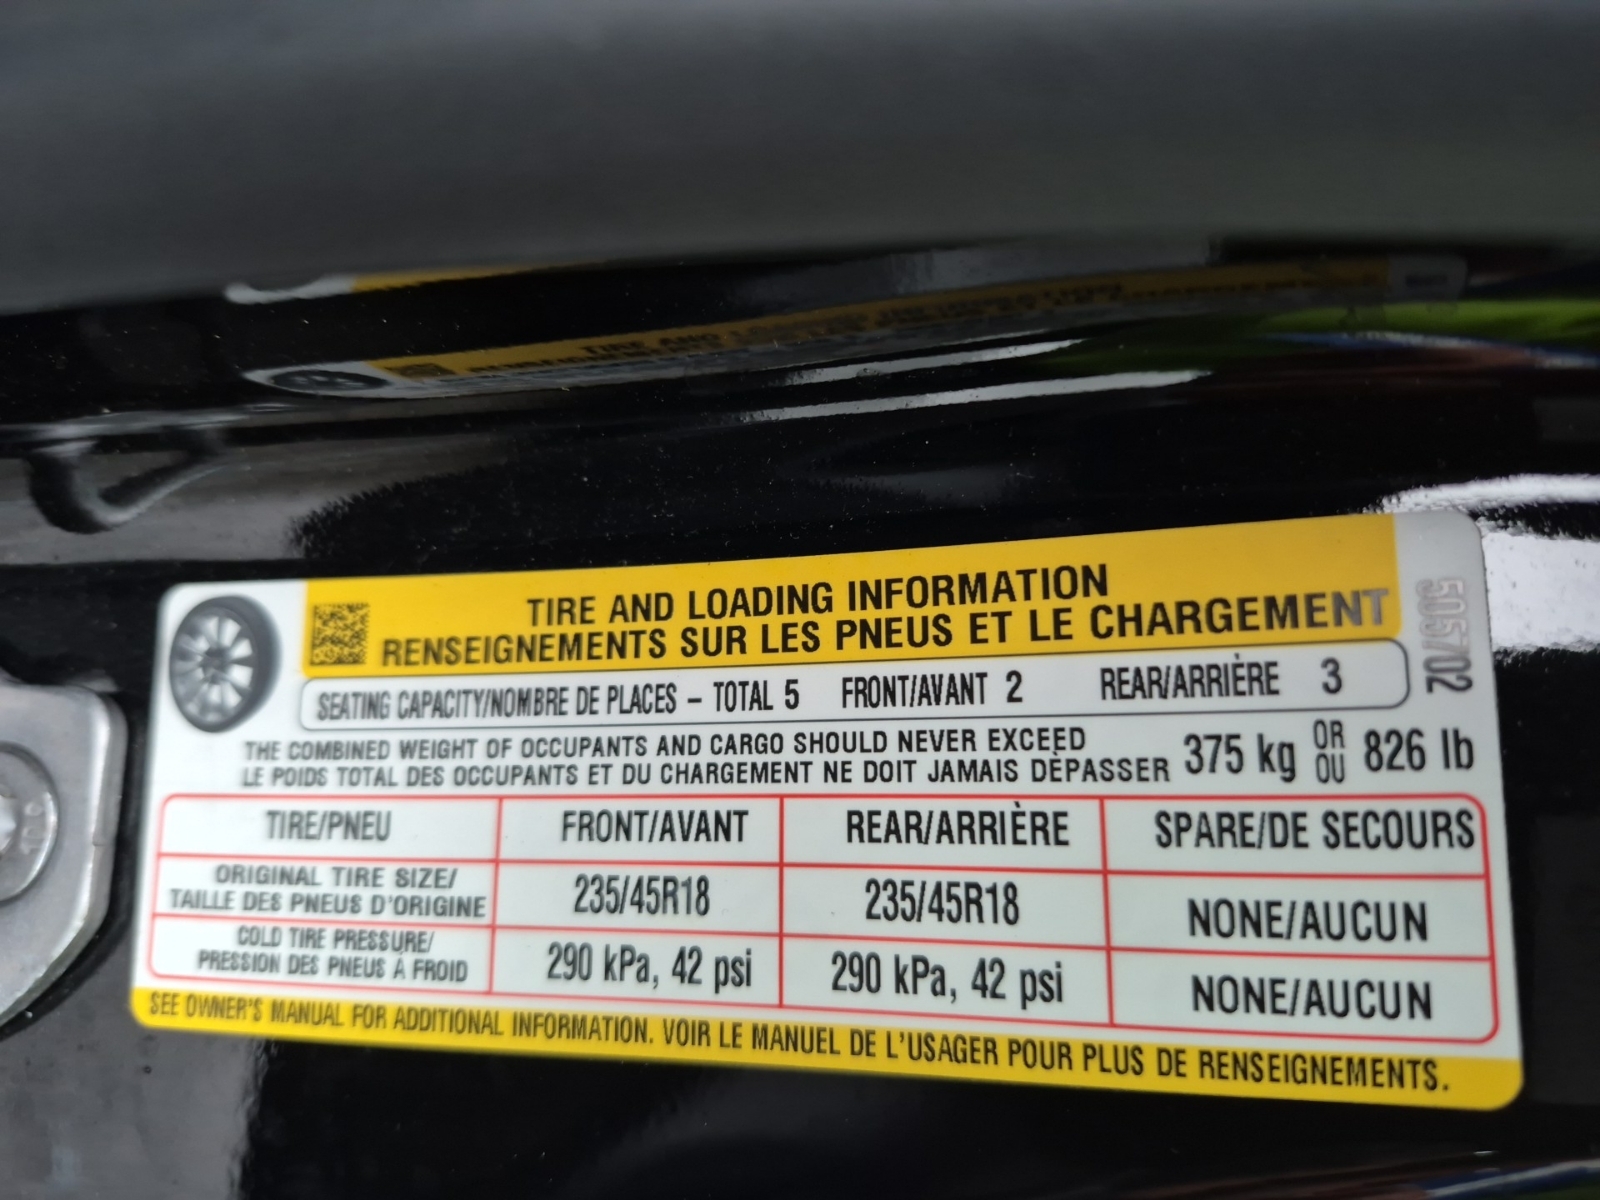 TIRE AND LOADING INFORMATION
RENSEIGNEMENTS SUR LES PNEUS ET LE CHARGEMENT
505702
SEATING CAPACITY/NOMBRE DE PLACES – TOTAL 5 FRONT/AVANT 2 REAR/ARRIÈRE 3
THE COMBINED WEIGHT OF OCCUPANTS AND CARGO SHOULD NEVER EXCEED
LE POIDS TOTAL DES OCCUPANTS ET DU CHARGEMENT NE DOIT JAMAIS DÉPASSER
375 kg OR OU 826 lb
TIRE/PNEU FRONT/AVANT REAR/ARRIÈRE SPARE/DE SECOURS
ORIGINAL TIRE SIZE/
TAILLE DES PNEUS D'ORIGINE
235/45R18 235/45R18 NONE/AUCUN
COLD TIRE PRESSURE/
PRESSION DES PNEUS À FROID
290 kPa, 42 psi 290 kPa, 42 psi NONE/AUCUN
SEE OWNER'S MANUAL FOR ADDITIONAL INFORMATION. VOIR LE MANUEL DE L'USAGER POUR PLUS DE RENSEIGNEMENTS.